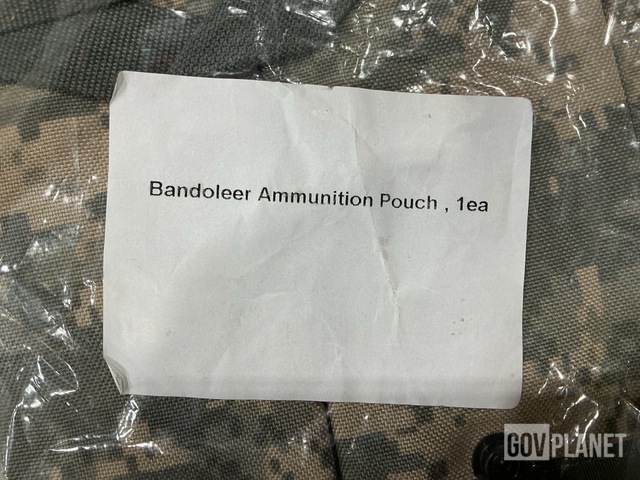 Bandoleer Ammunition Pouch , 1ea
GOVPLANET